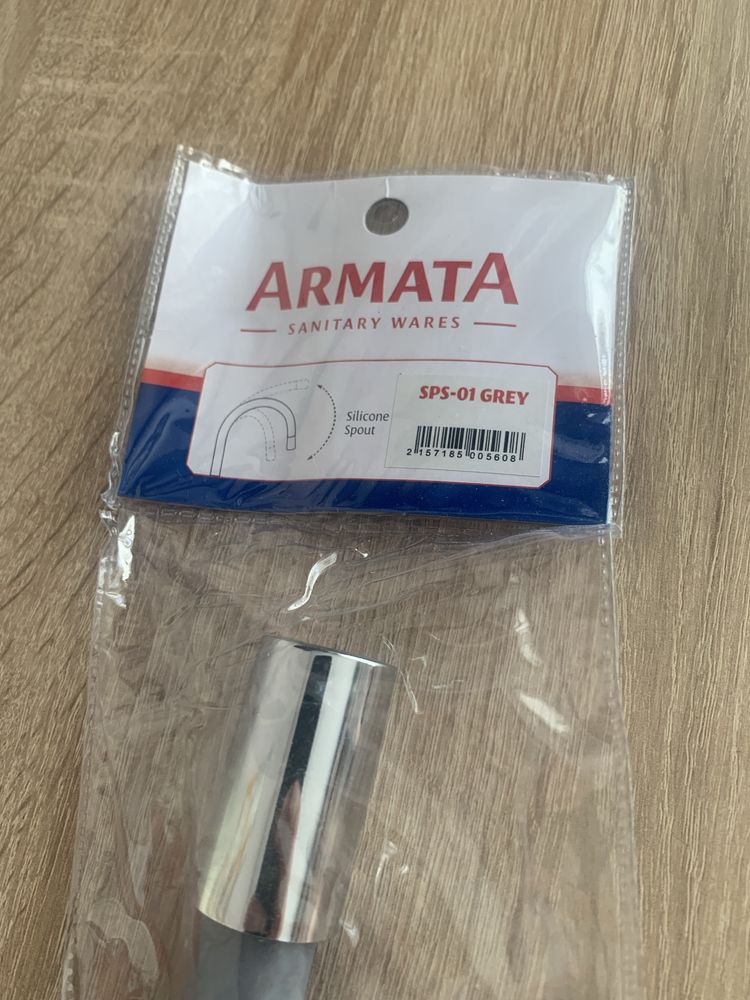 ARMATA
SANITARY WARES
Silicone
Spout
SPS-01 GREY
2 157185 005608